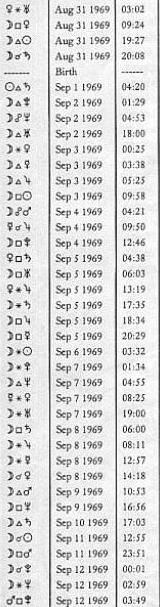 ♀⚹♅ Aug 31 1969 03:02
☽□♀ Aug 31 1969 09:24
☽△☉ Aug 31 1969 19:27
☽☌♄ Aug 31 1969 20:08
------- Birth ------
☉△♄ Sep 1 1969 04:20
☽△ Sep 2 1969 01:29
☽☍♆ Sep 2 1969 04:53
☽△♅ Sep 2 1969 18:00
☽⚹♀ Sep 3 1969 00:25
☽△☿ Sep 3 1969 03:38
☽△♃ Sep 3 1969 05:25
☽□☉ Sep 3 1969 09:58
☽☍♂ Sep 4 1969 04:21
☿☌♃ Sep 4 1969 09:50
☽□ Sep 4 1969 12:46
♀□♄ Sep 5 1969 04:38
☽□♅ Sep 5 1969 06:03
♀⚹♃ Sep 5 1969 13:19
☽⚹♄ Sep 5 1969 17:35
☽□♃ Sep 5 1969 18:34
☽□☿ Sep 5 1969 20:29
☽⚹☉ Sep 6 1969 03:32
☽⚹ Sep 7 1969 01:34
☽△♆ Sep 7 1969 04:55
☿⚹♀ Sep 7 1969 08:25
☽⚹♅ Sep 7 1969 19:00
☽□♄ Sep 8 1969 06:00
☽⚹♃ Sep 8 1969 08:11
☽⚹☿ Sep 8 1969 12:57
☽☌♀ Sep 8 1969 14:18
☽△♂ Sep 9 1969 10:53
☽□♆ Sep 9 1969 16:56
☽△♄ Sep 10 1969 17:03
☽☌☉ Sep 11 1969 12:55
☽□♂ Sep 11 1969 23:51
☽☌ Sep 12 1969 00:01
☽⚹♆ Sep 12 1969 02:59
♂□ Sep 12 1969 03:49